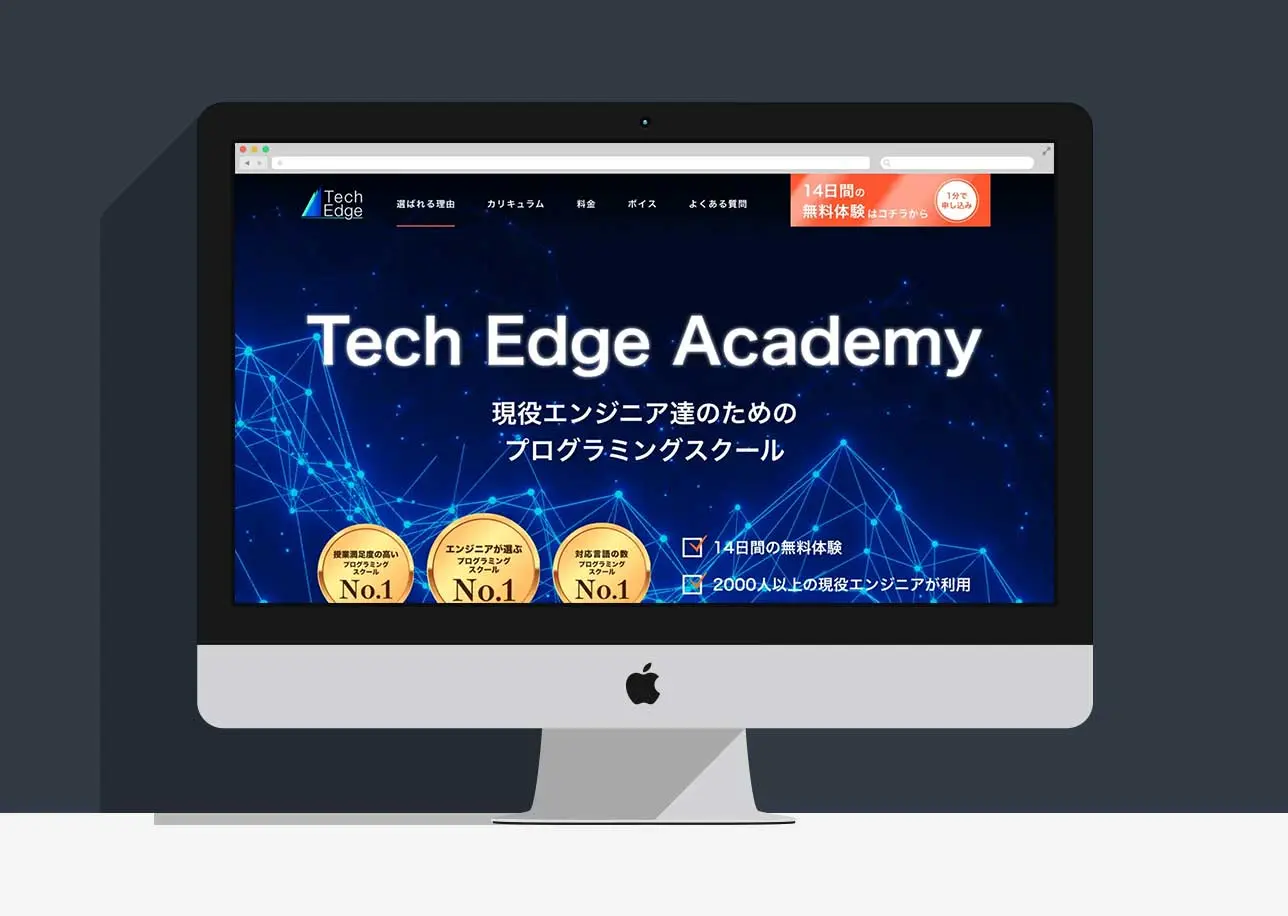 Tech
Edge
選ばれる理由
カリキュラム
料金
ボイス
よくある質問
14日間の
無料体験はコチラから
1分で
申し込み
Tech Edge Academy
現役エンジニア達のための
プログラミングスクール
授業満足度の高い
プログラミング
スクール
No.1
エンジニアが選ぶ
プログラミング
スクール
No.1
対応言語の数
プログラミング
スクール
No.1
14日間の無料体験
2000人以上の現役エンジニアが利用